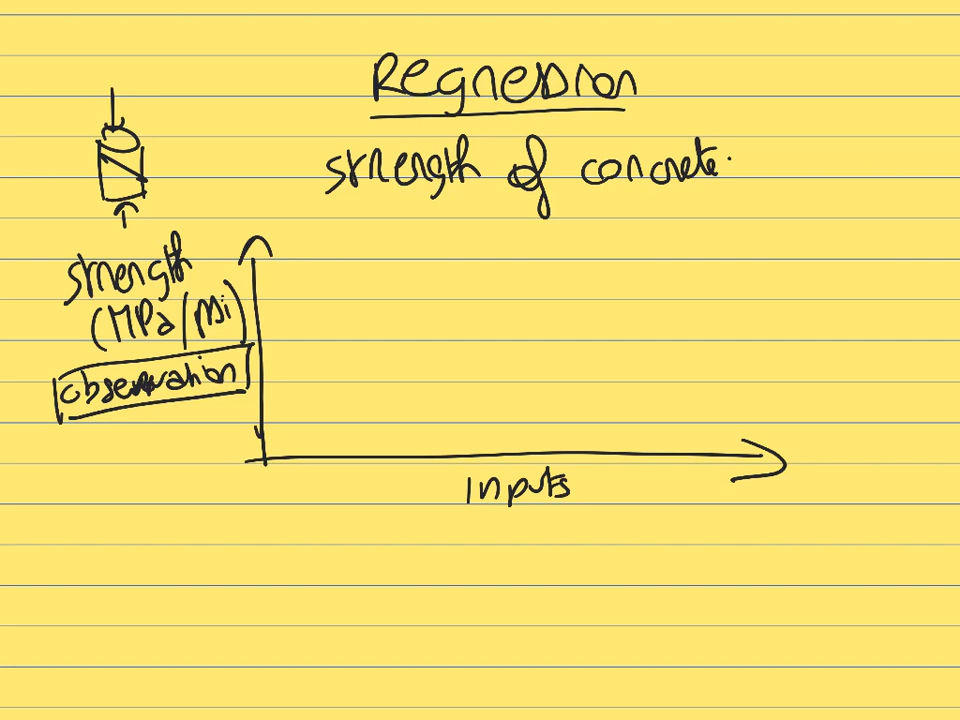 Regression
strength of concrete.
strength
(MPa/psi)
observation
inputs